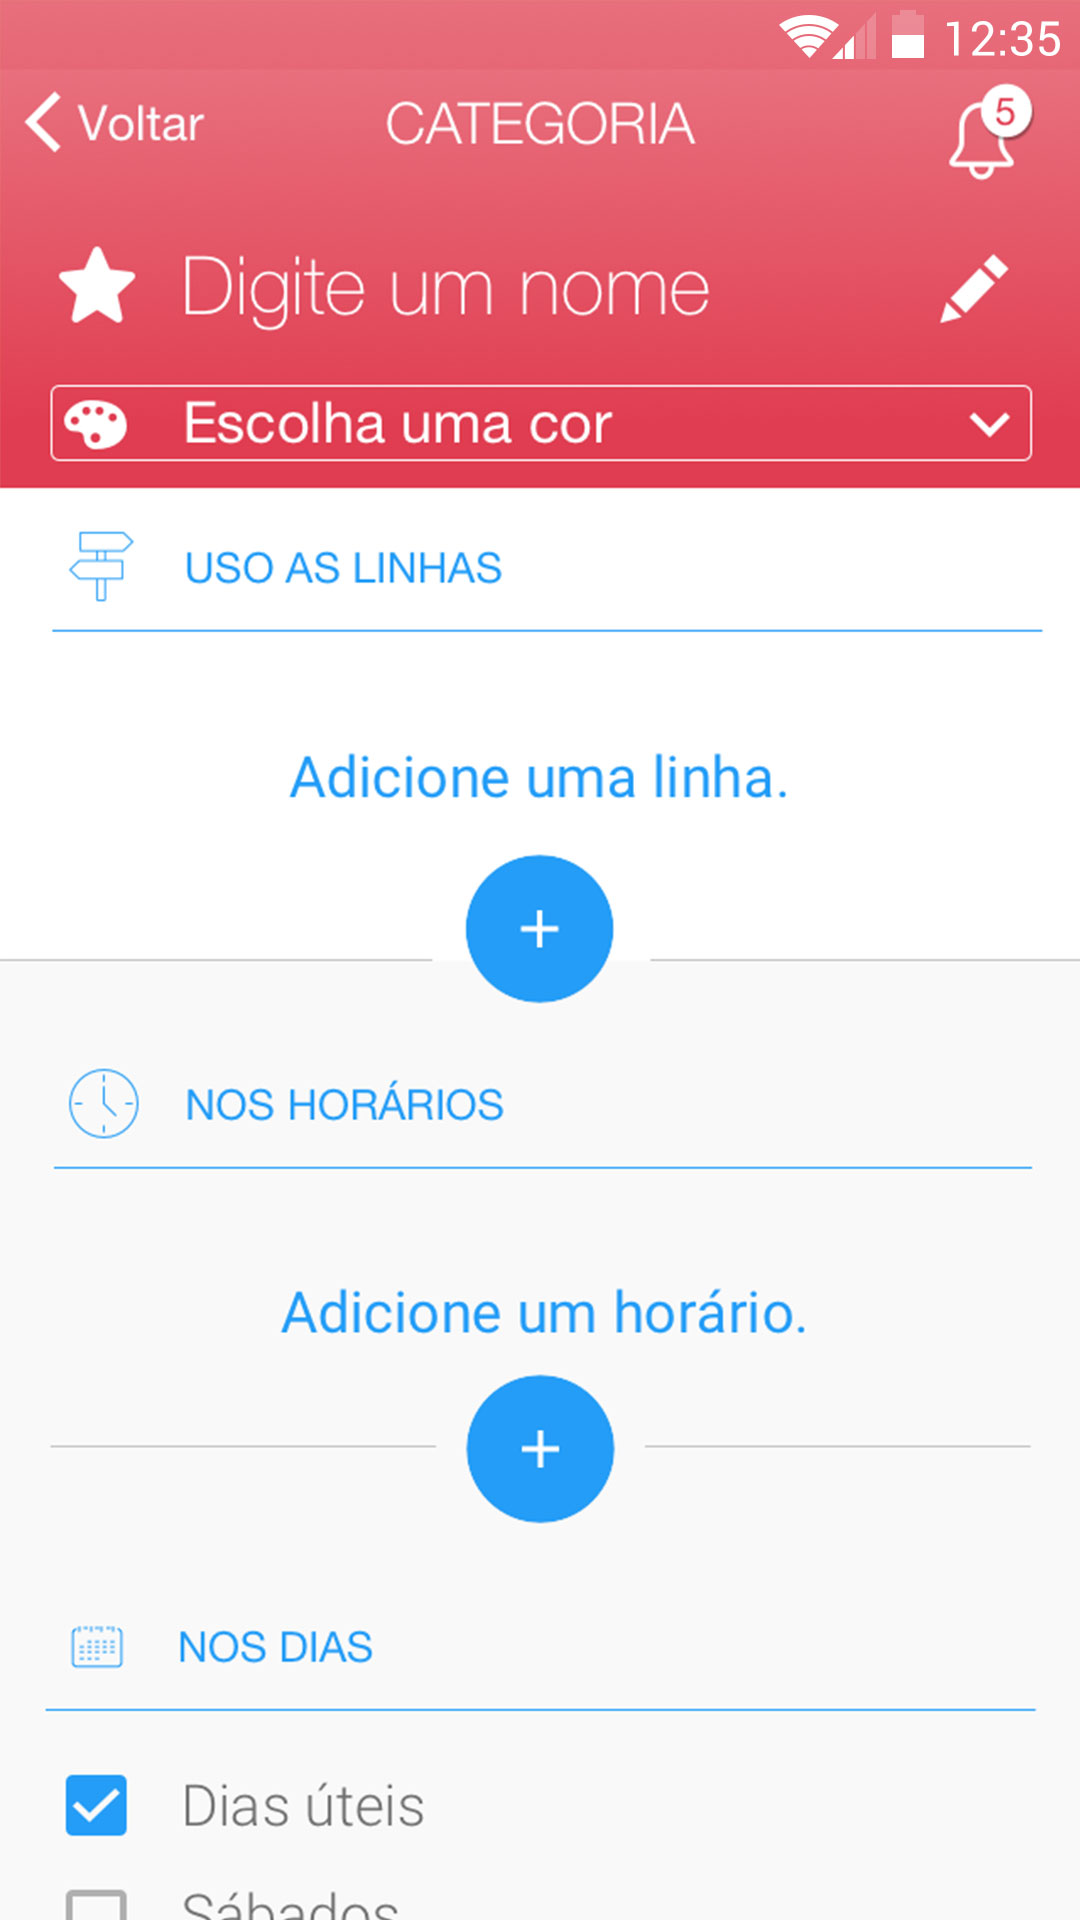 12:35
Voltar
CATEGORIA
5
Digite um nome
Escolha uma cor
USO AS LINHAS
Adicione uma linha.
+
NOS HORÁRIOS
Adicione um horário.
+
NOS DIAS
Dias úteis
Sábados